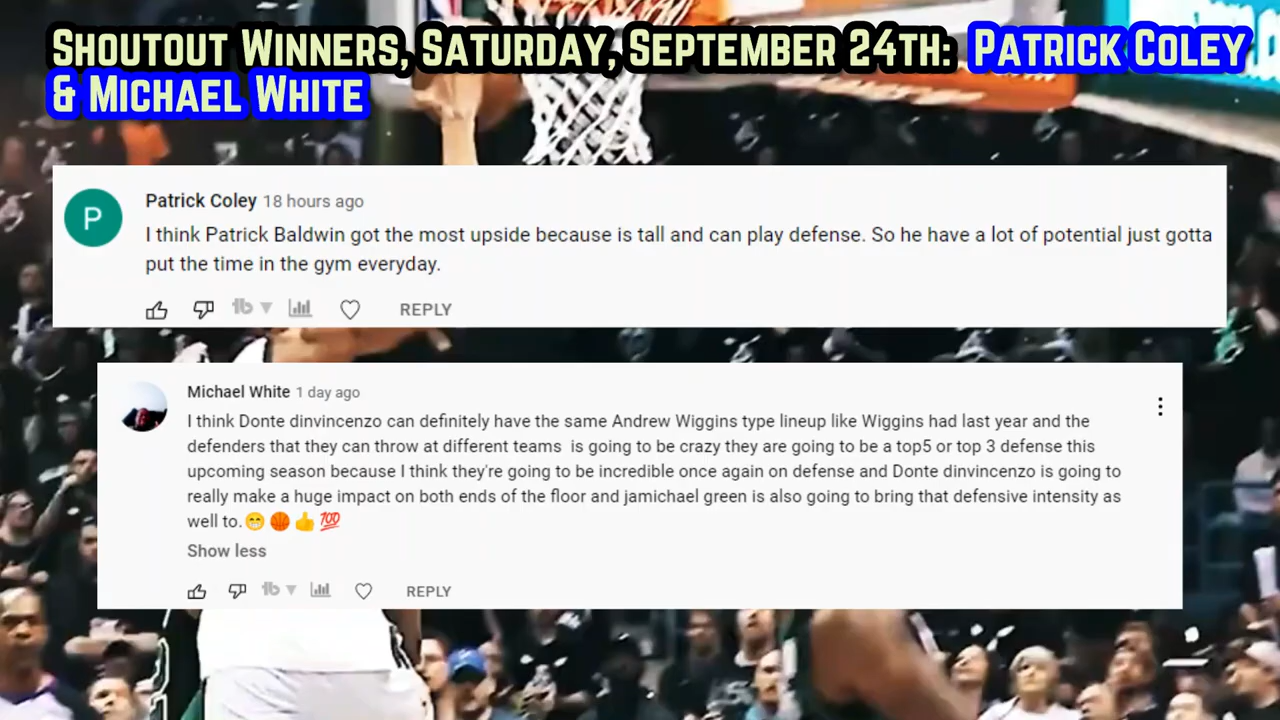 Shoutout Winners, Saturday, September 24th: Patrick Coley
& Michael White
P
Patrick Coley 18 hours ago
I think Patrick Baldwin got the most upside because is tall and can play defense. So he have a lot of potential just gotta
put the time in the gym everyday.
REPLY
Michael White 1 day ago
I think Donte dinvincenzo can definitely have the same Andrew Wiggins type lineup like Wiggins had last year and the
defenders that they can throw at different teams is going to be crazy they are going to be a top5 or top 3 defense this
upcoming season because I think they're going to be incredible once again on defense and Donte dinvincenzo is going to
really make a huge impact on both ends of the floor and jamichael green is also going to bring that defensive intensity as
well to.😁🏀👍💯
Show less
REPLY